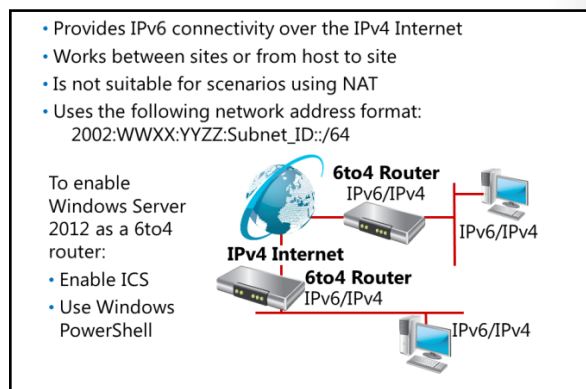 • Provides IPv6 connectivity over the IPv4 Internet
• Works between sites or from host to site
• Is not suitable for scenarios using NAT
• Uses the following network address format:
2002:WWXX:YYZZ:Subnet_ID::/64
To enable
Windows Server
2012 as a 6to4
router:
• Enable ICS
• Use Windows
PowerShell
6to4 Router
IPv6/IPv4
IPv6/IPv4
IPv4 Internet
6to4 Router
IPv6/IPv4
IPv6/IPv4